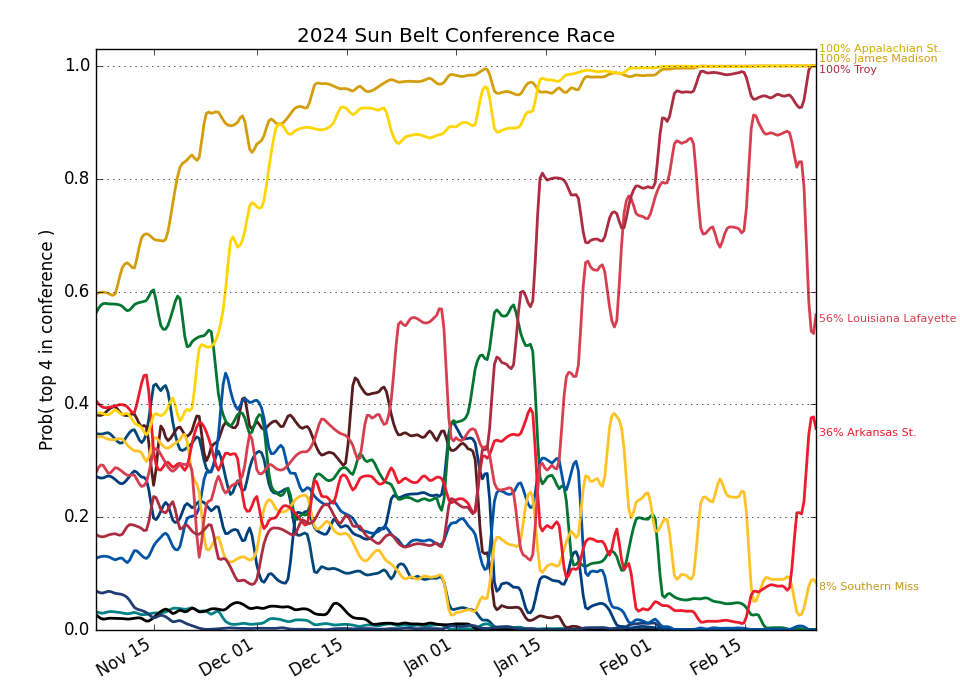 2024 Sun Belt Conference Race
Prob( top 4 in conference )
1.0
0.8
0.6
0.4
0.2
0.0
Nov 15
Dec 01
Dec 15
Jan 01
Jan 15
Feb 01
Feb 15
100% Appalachian St.
100% James Madison
100% Troy
56% Louisiana Lafayette
36% Arkansas St.
8% Southern Miss